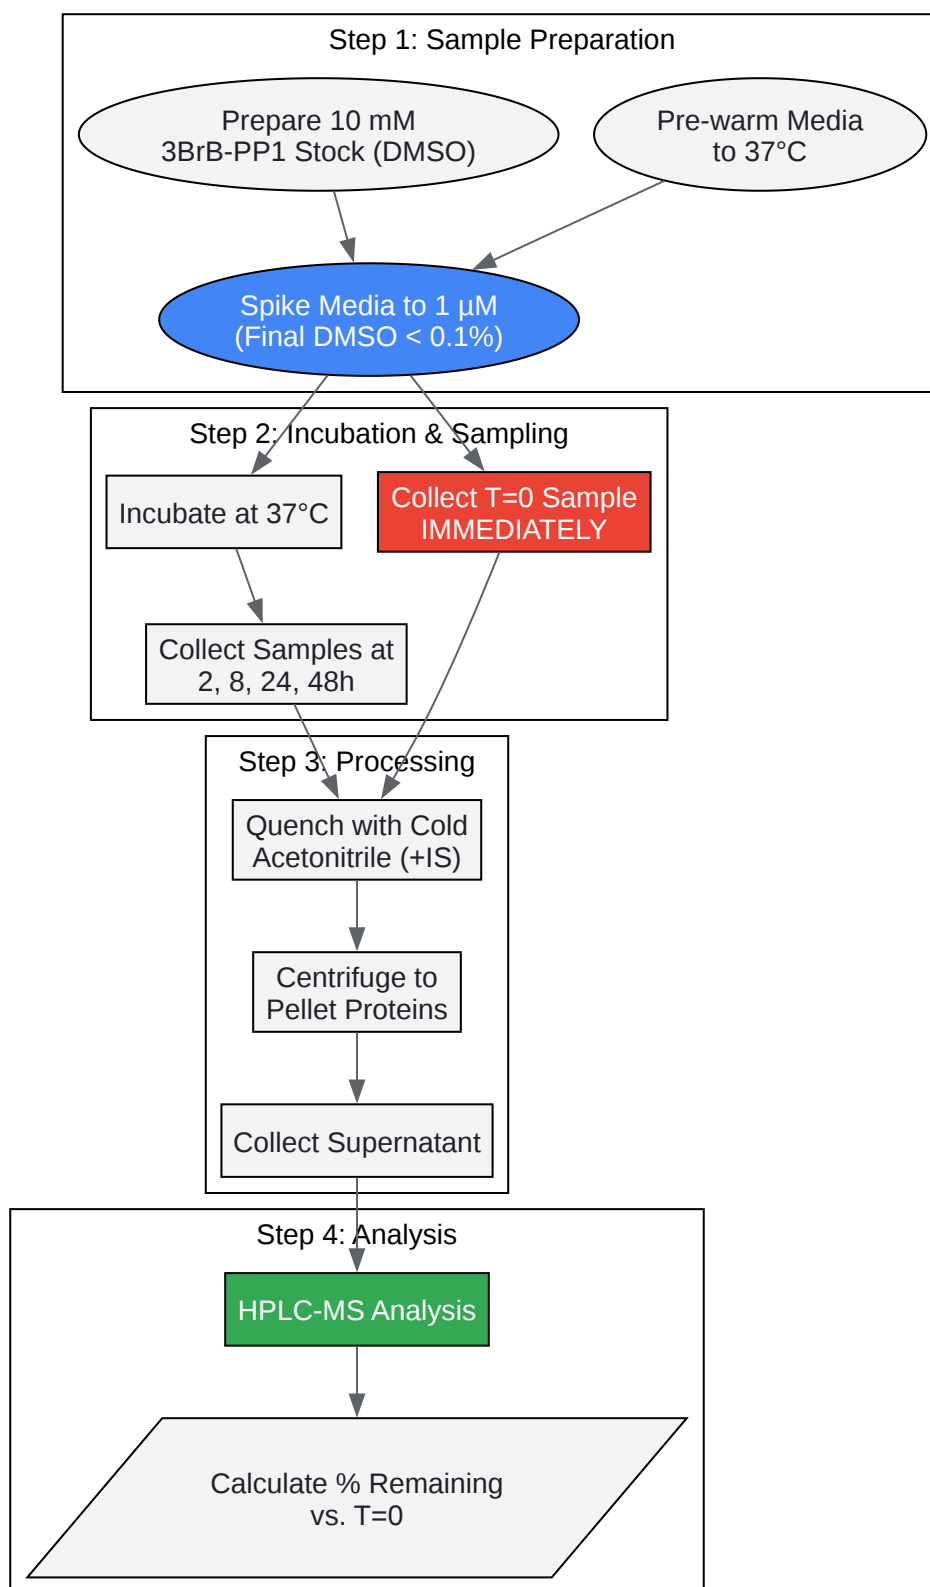 Step 1: Sample Preparation
Prepare 10 mM
3BrB-PP1 Stock (DMSO)
Pre-warm Media
to 37°C
Spike Media to 1 µM
(Final DMSO < 0.1%)
Step 2: Incubation & Sampling
Incubate at 37°C
Collect T=0 Sample
IMMEDIATELY
Collect Samples at
2, 8, 24, 48h
Step 3: Processing
Quench with Cold
Acetonitrile (+IS)
Centrifuge to
Pellet Proteins
Collect Supernatant
Step 4: Analysis
HPLC-MS Analysis
Calculate % Remaining
vs. T=0